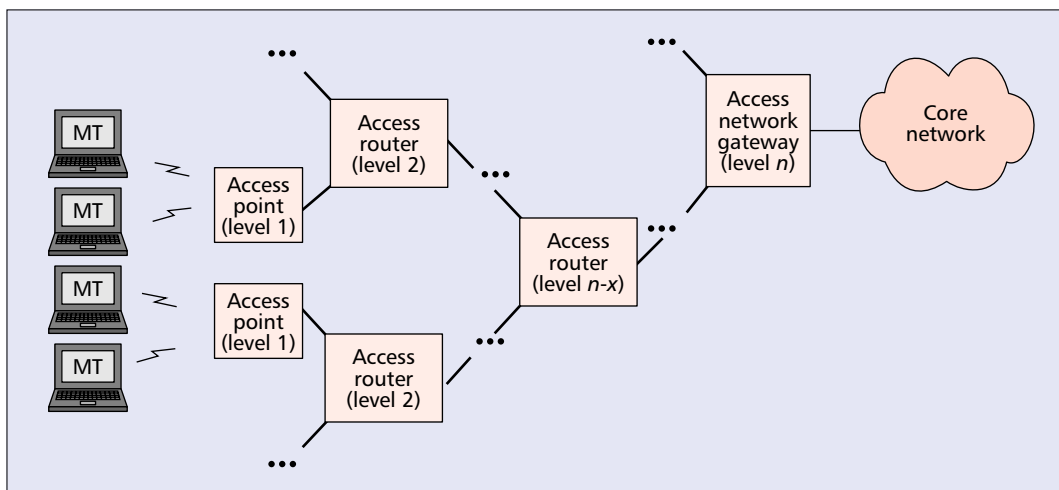 MT
MT
MT
MT
Access
point
(level 1)
Access
point
(level 1)
•••
Access
router
(level 2)
Access
router
(level 2)
•••
•••
•••
Access
router
(level n-x)
•••
•••
Access
network
gateway
(level n)
Core
network